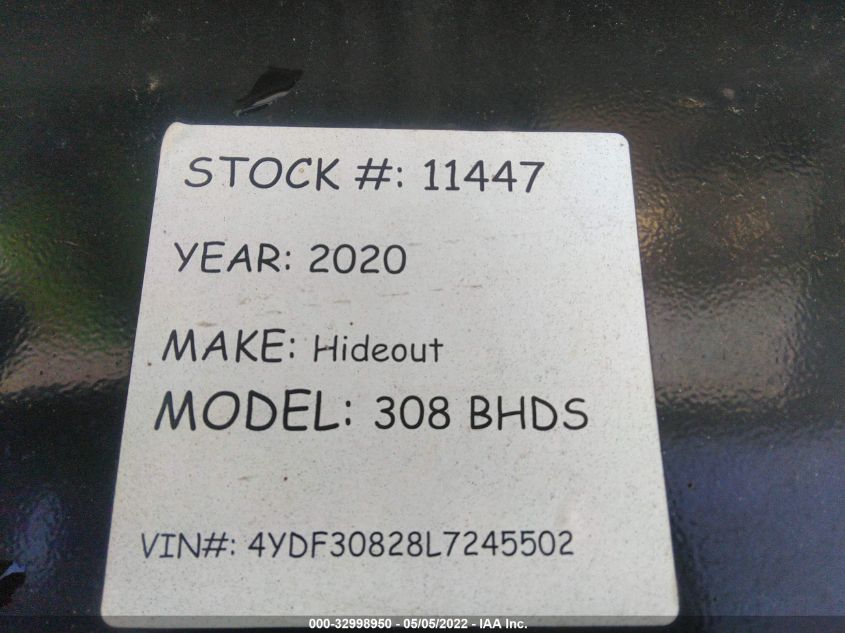 STOCK #: 11447
YEAR: 2020
MAKE: Hideout
MODEL: 308 BHDS
VIN#: 4YDF30828L7245502
000-32998950 - 05/05/2022 - IAA Inc.